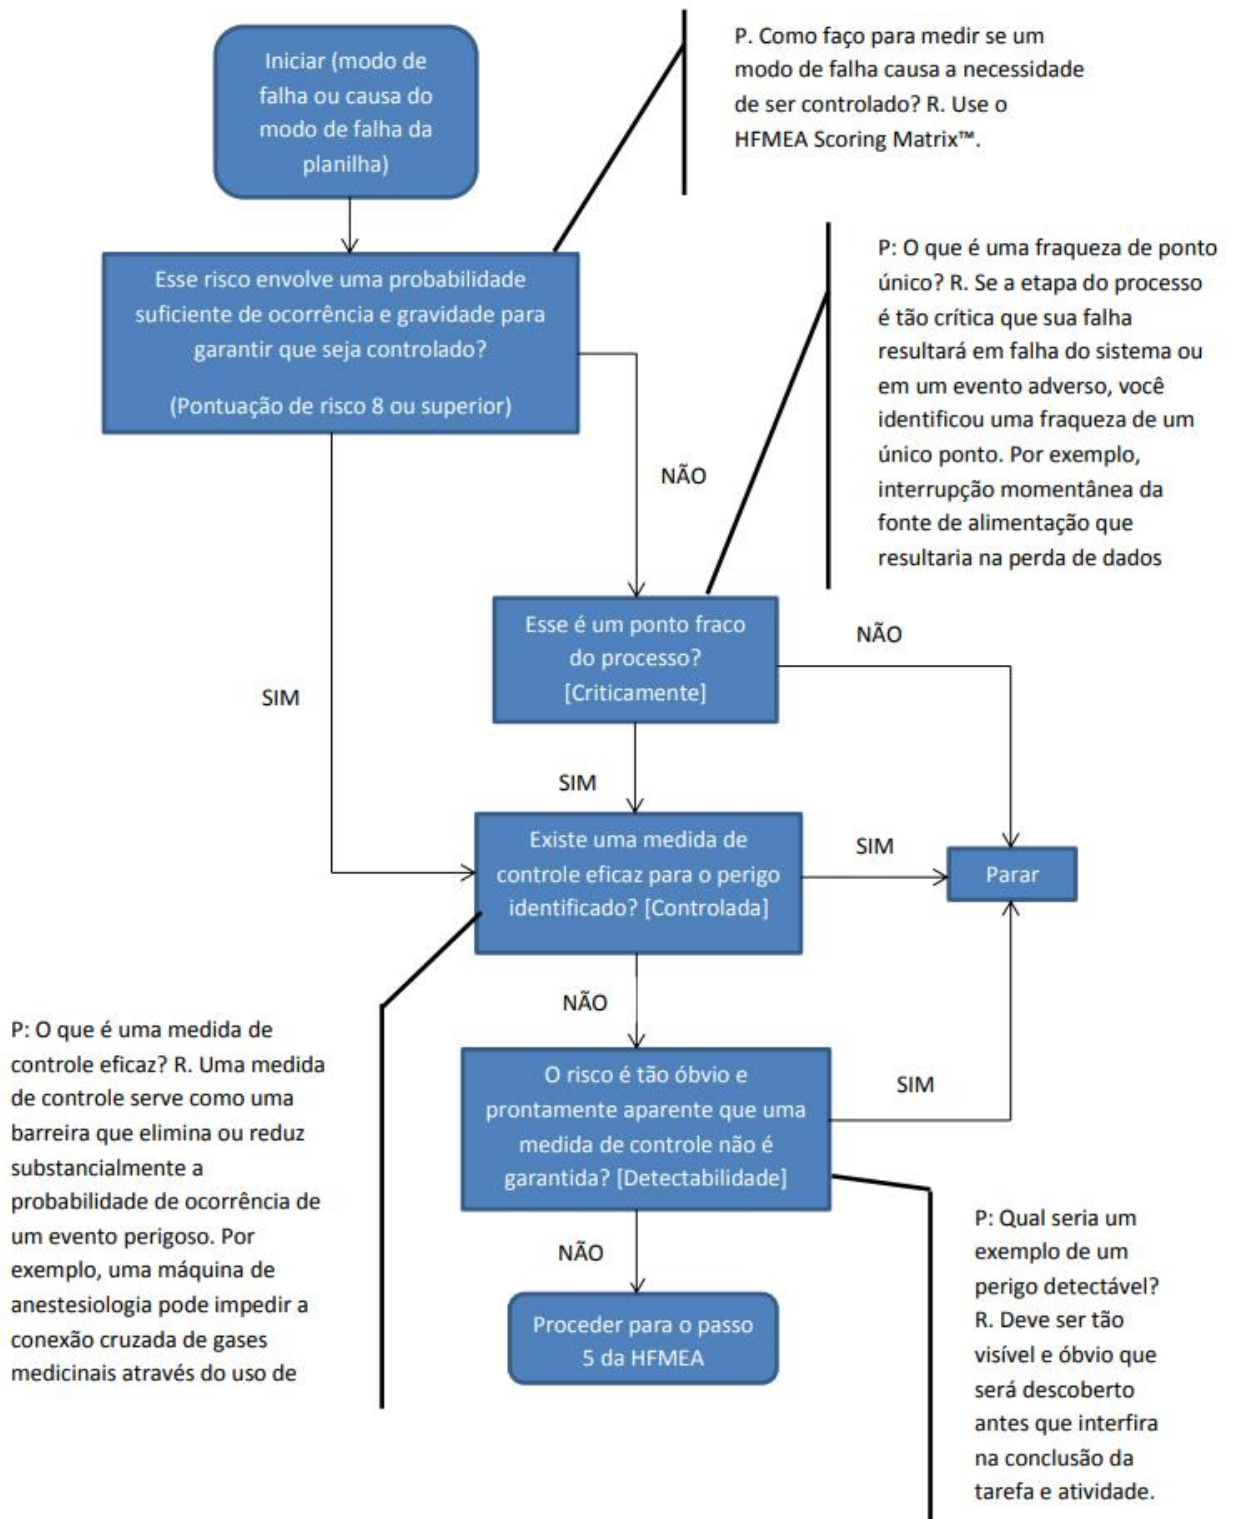 Iniciar (modo de
falha ou causa do
modo de falha da
planilha)
P. Como faço para medir se um
modo de falha causa a necessidade
de ser controlado? R. Use o
HFMEA Scoring Matrix™.
Esse risco envolve uma probabilidade
suficiente de ocorrência e gravidade para
garantir que seja controlado?
(Pontuação de risco 8 ou superior)
P: O que é uma fraqueza de ponto
único? R. Se a etapa do processo
é tão crítica que sua falha
resultará em falha do sistema ou
em um evento adverso, você
identificou uma fraqueza de um
único ponto. Por exemplo,
interrupção momentânea da
fonte de alimentação que
resultaria na perda de dados
NÃO
Esse é um ponto fraco
do processo?
[Criticamente]
NÃO
SIM
SIM
Existe uma medida de
controle eficaz para o perigo
identificado? [Controlada]
SIM
Parar
NÃO
P: O que é uma medida de
controle eficaz? R. Uma medida
de controle serve como uma
barreira que elimina ou reduz
substancialmente a
probabilidade de ocorrência de
um evento perigoso. Por
exemplo, uma máquina de
anestesiologia pode impedir a
conexão cruzada de gases
medicinais através do uso de
O risco é tão óbvio e
prontamente aparente que uma
medida de controle não é
garantida? [Detectabilidade]
SIM
NÃO
Proceder para o passo
5 da HFMEA
P: Qual seria um
exemplo de um
perigo detectável?
R. Deve ser tão
visível e óbvio que
será descoberto
antes que interfira
na conclusão da
tarefa e atividade.